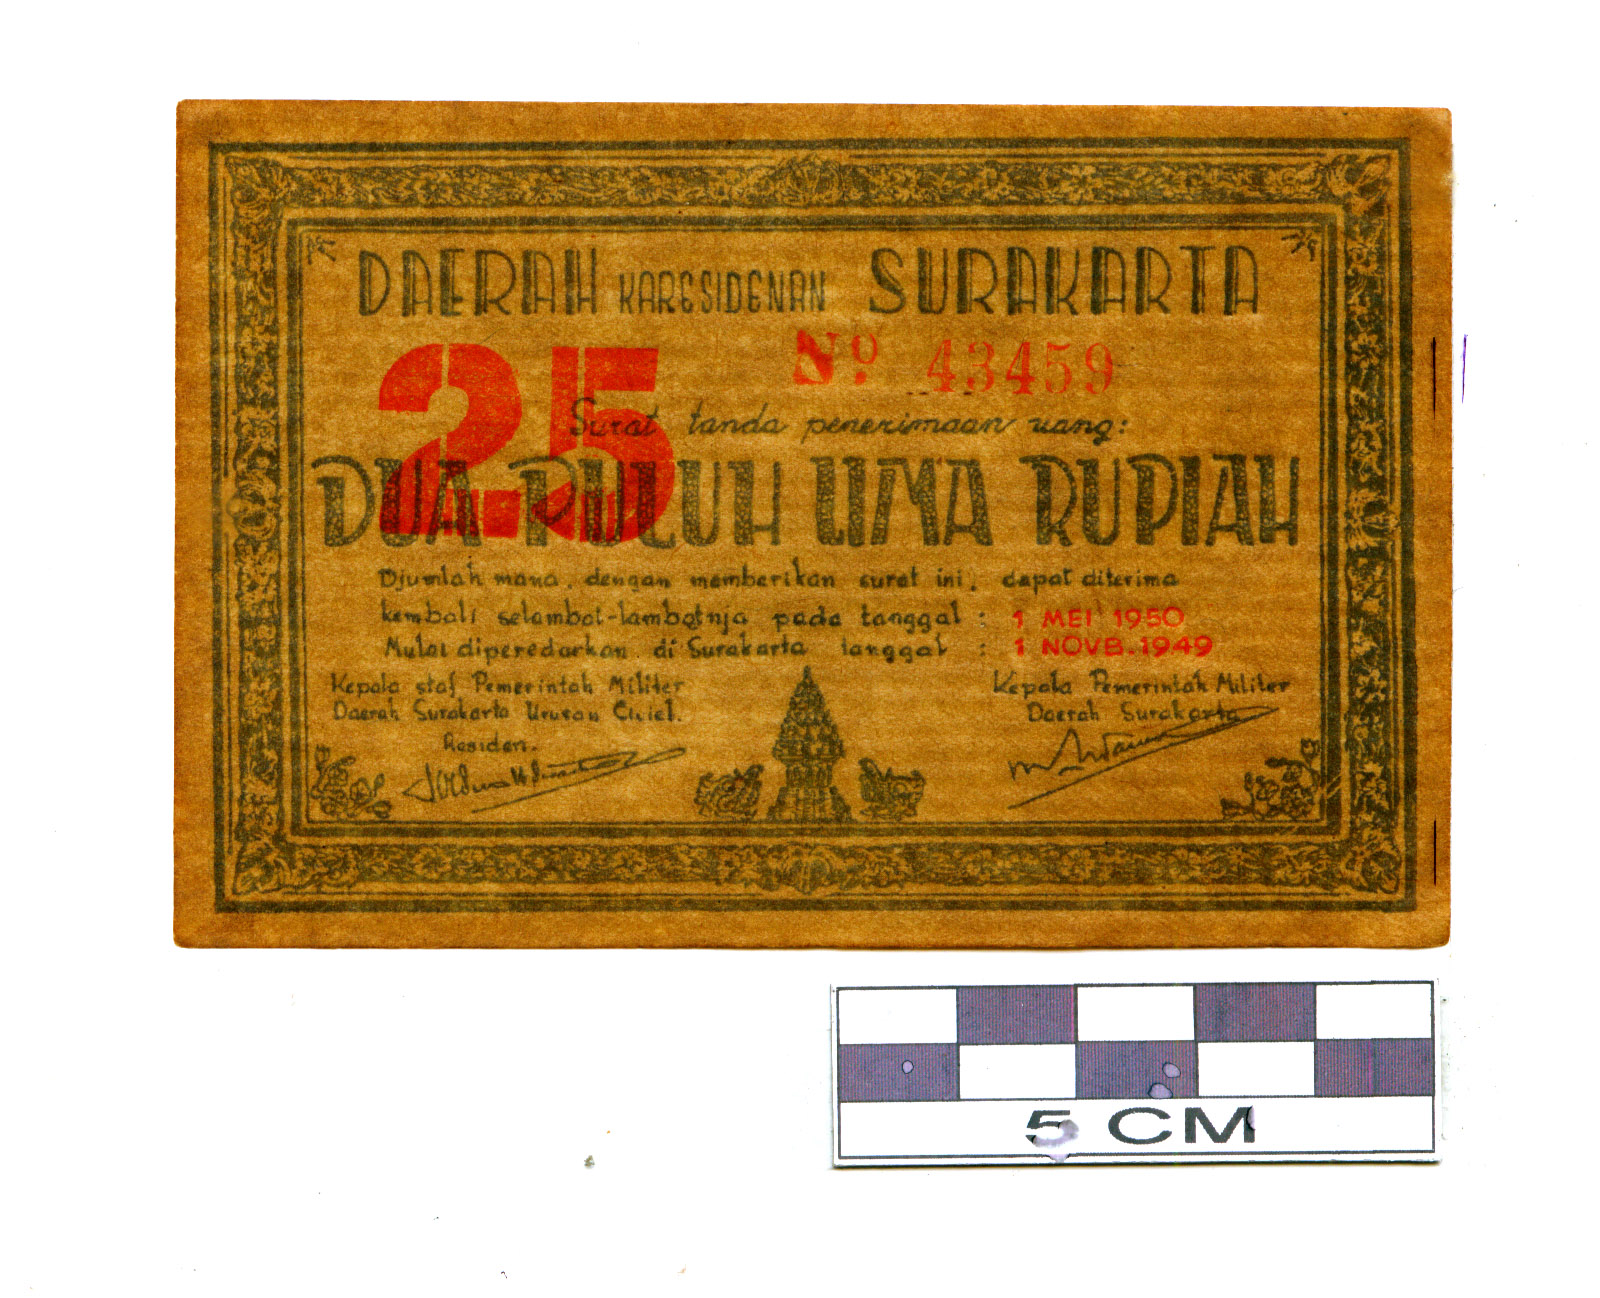 DAERAH KARESIDENAN SURAKARTA
25
No. 43459
Surat tanda penerimaan uang:
DUA PULUH LIMA RUPIAH
Djumlah mana, dengan memberikan surat ini, dapat diterima
kembali selambat-lambatnja pada tanggal : 1 MEI 1950
Mulai diperedarkan di Surakarta tanggal : 1 NOVB. 1949
Kepala staf Pemerintah Militer
Daerah Surakarta Urusan Civiel.
Residen.
Kepala Pemerintah Militer
Daerah Surakarta
5 CM